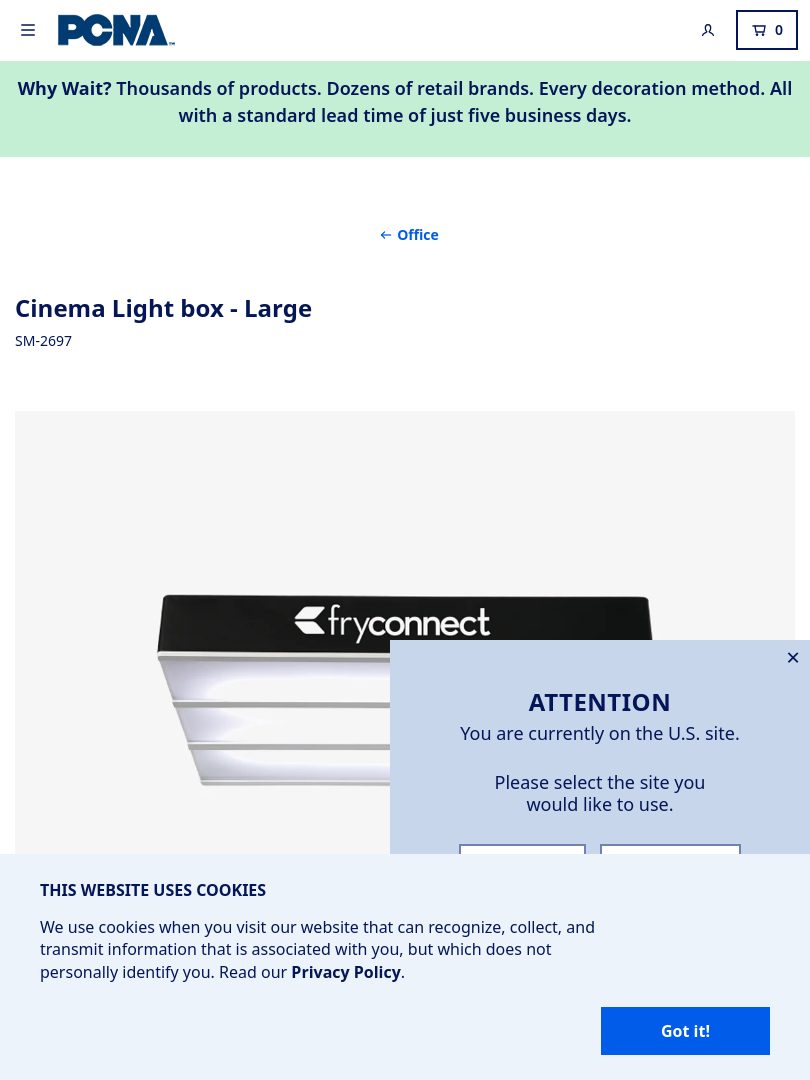 PCNA
0
Why Wait? Thousands of products. Dozens of retail brands. Every decoration method. All
with a standard lead time of just five business days.
← Office
Cinema Light box - Large
SM-2697
fryconnect
ATTENTION
You are currently on the U.S. site.
Please select the site you
would like to use.
THIS WEBSITE USES COOKIES
We use cookies when you visit our website that can recognize, collect, and
transmit information that is associated with you, but which does not
personally identify you. Read our Privacy Policy.
Got it!